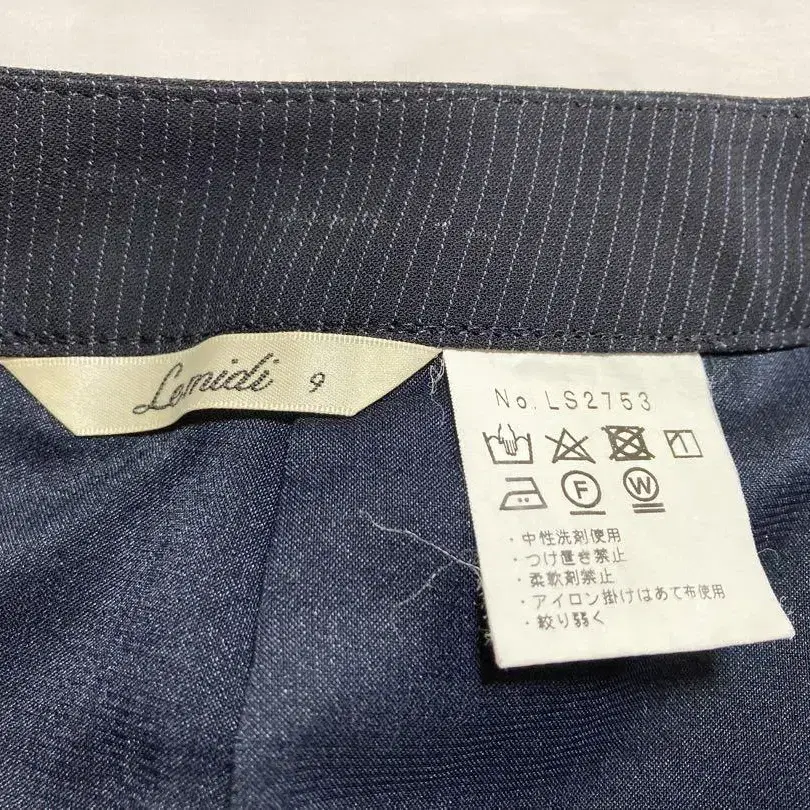 Lemidi 9
No. LS2753
F W
・中性洗剤使用
・つけ置き禁止
・柔軟剤禁止
・アイロン掛けはあて布使用
・絞り弱く